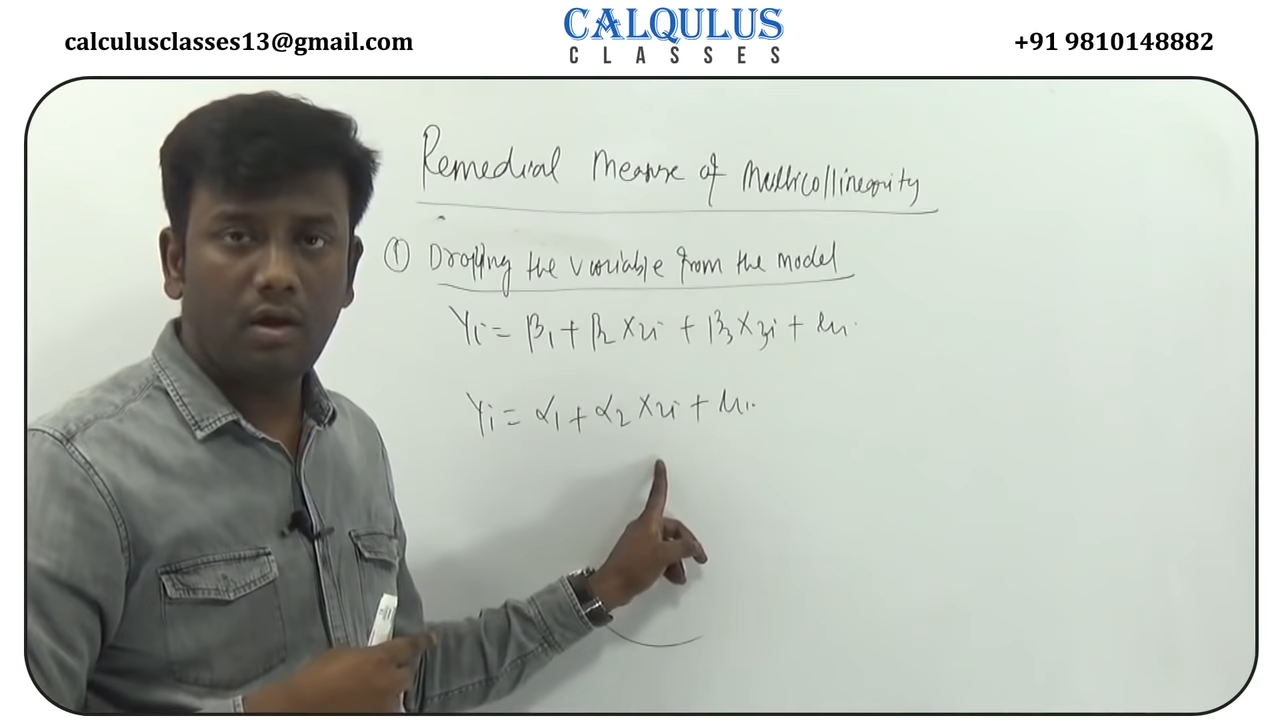 calculusclasses13@gmail.com
CALQULUS
CLASSES
+91 9810148882
Remedial Measure of Multicollinearity
① Dropping the variable from the model
Yi = β1 + β2 X2i + β3 X3i + ui
Yi = α1 + α2 X2i + ui